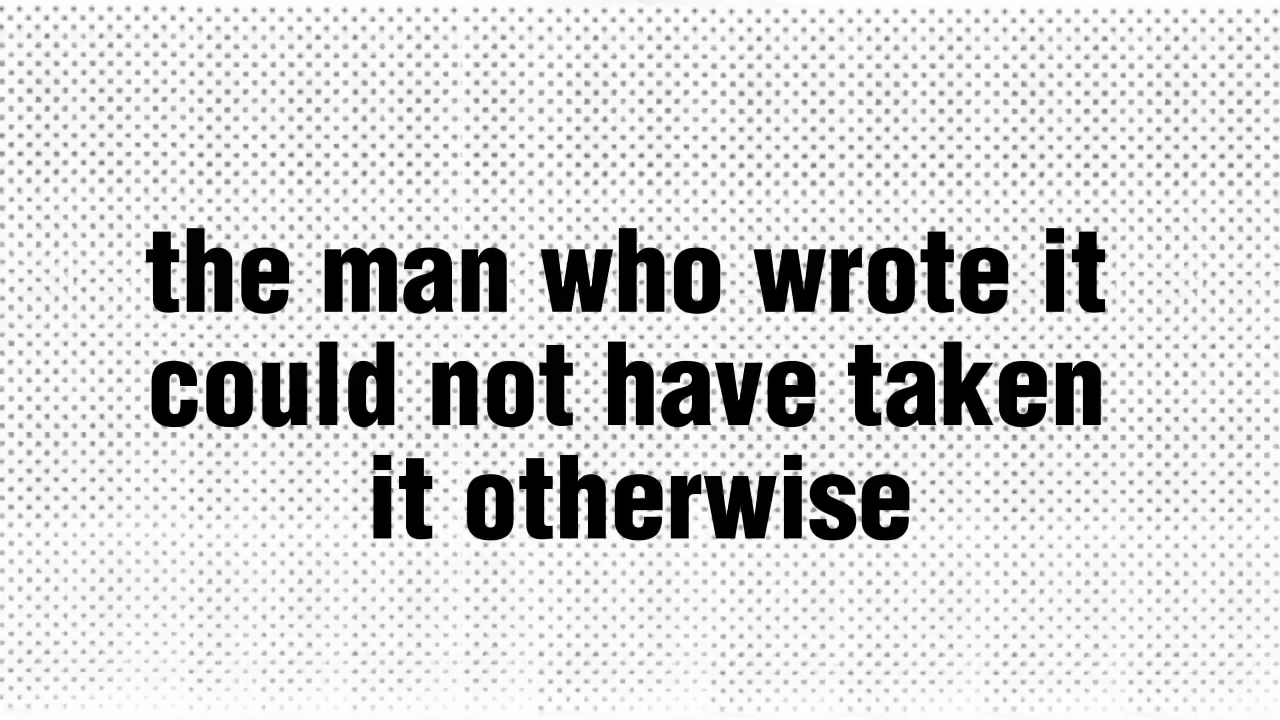 the man who wrote it
could not have taken
it otherwise